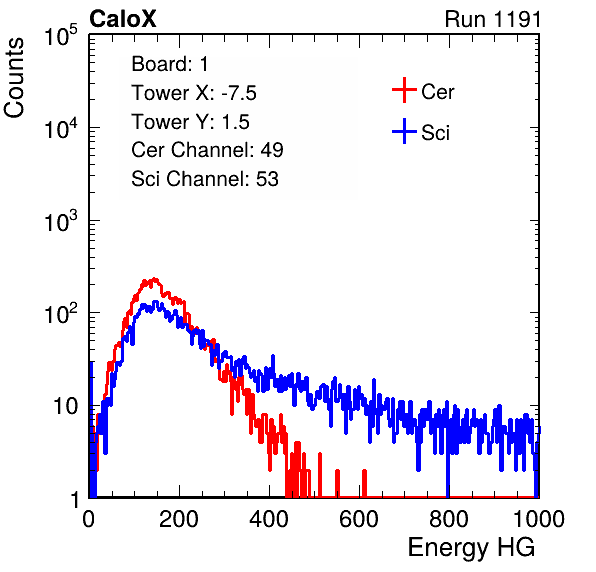 CaloX Run 1191
Counts
10^5
10^4
10^3
10^2
10
1
Board: 1
Tower X: -7.5
Tower Y: 1.5
Cer Channel: 49
Sci Channel: 53
Cer
Sci
0 200 400 600 800 1000
Energy HG